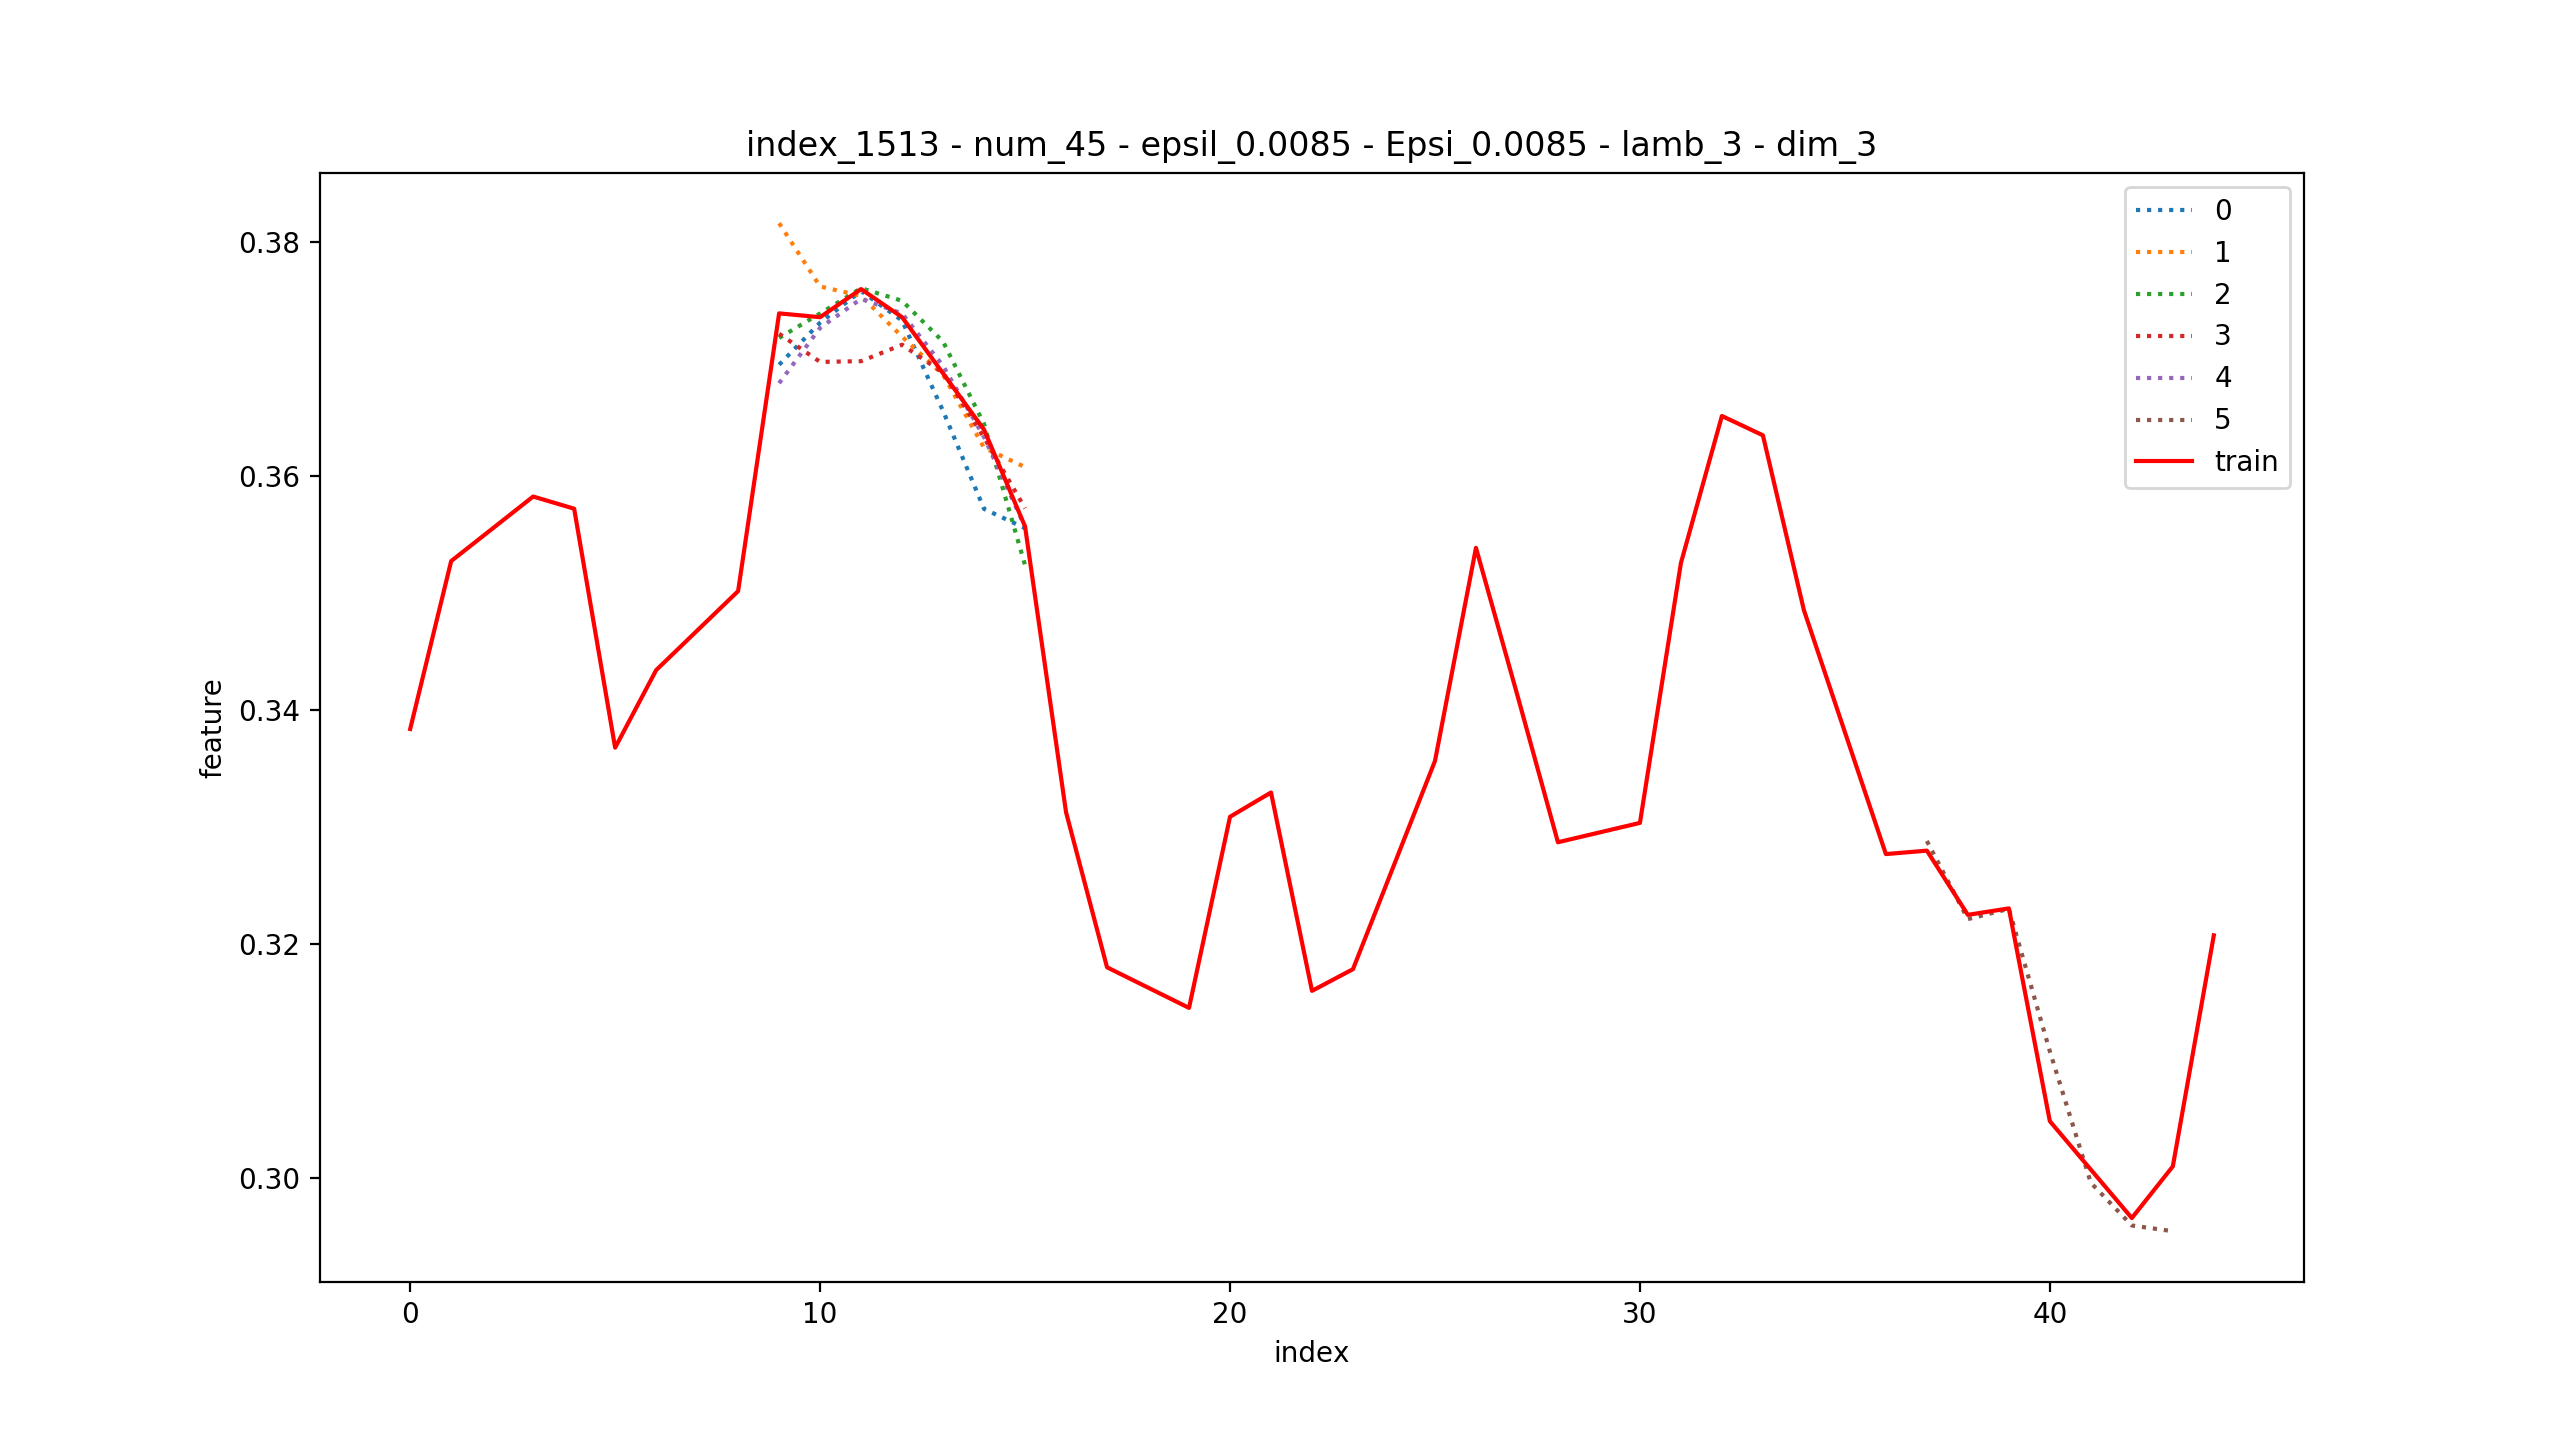 index_1513 - num_45 - epsil_0.0085 - Epsi_0.0085 - lamb_3 - dim_3
0
1
2
3
4
5
train
0.38
0.36
0.34
0.32
0.30
feature
0 10 20 30 40
index